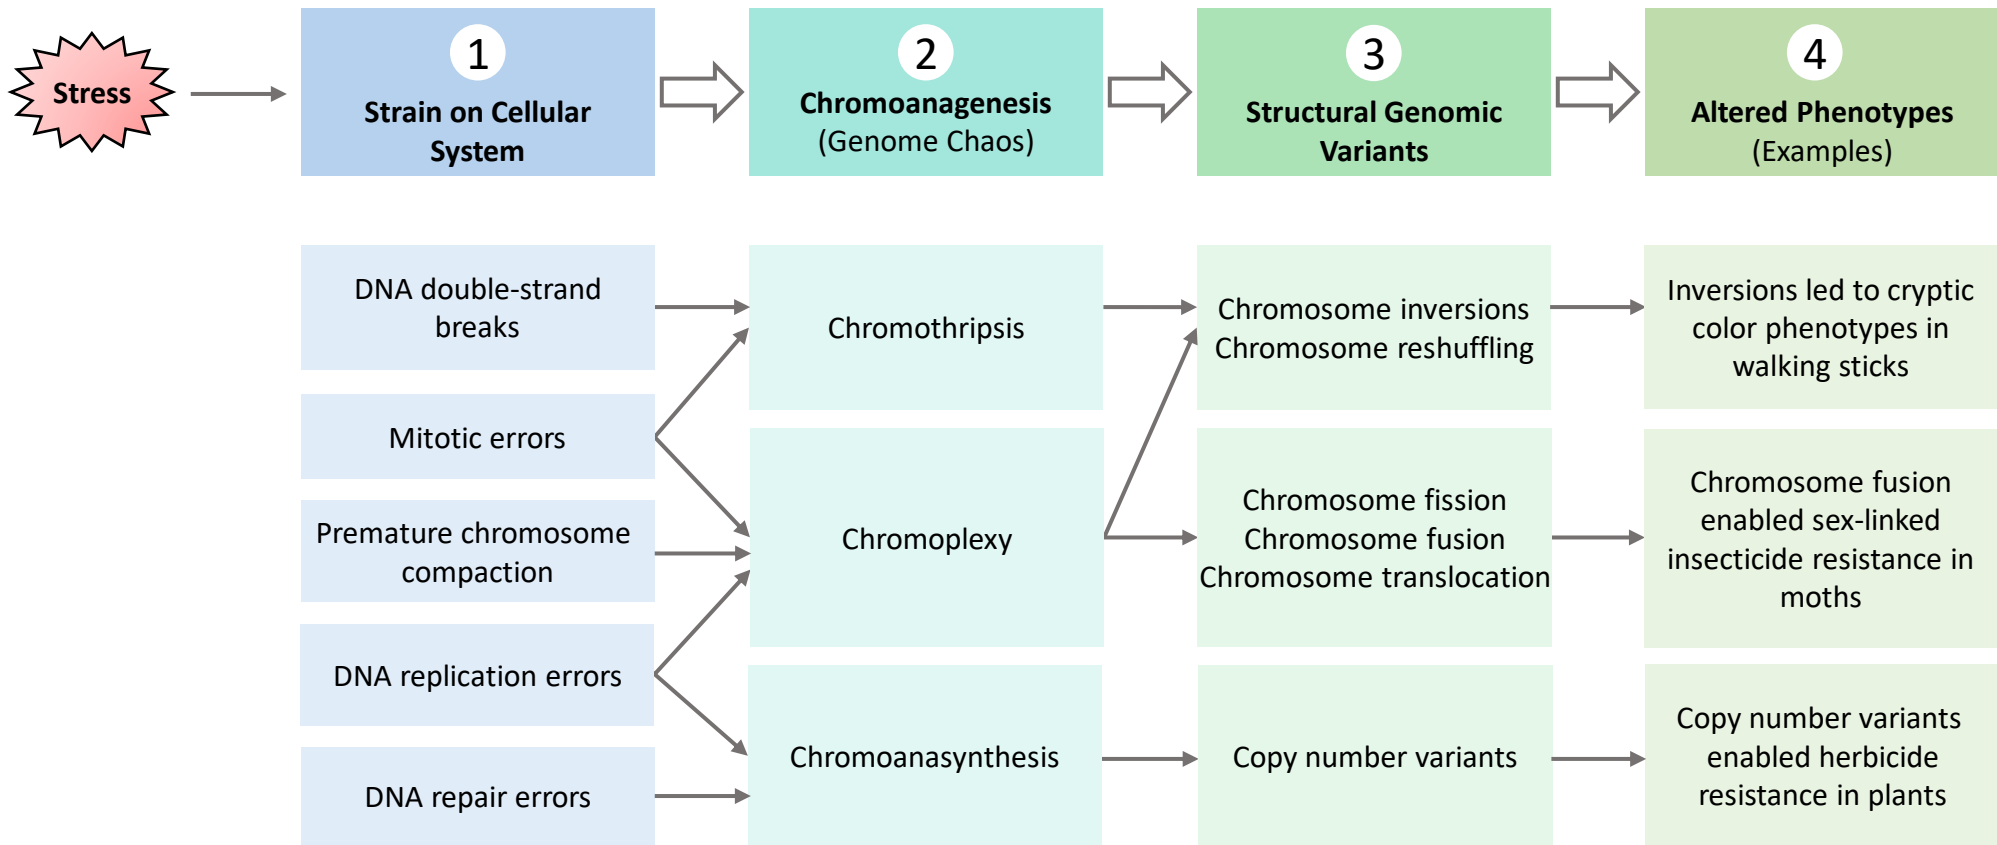 Stress
1
Strain on Cellular
System
2
Chromoanagenesis
(Genome Chaos)
3
Structural Genomic
Variants
4
Altered Phenotypes
(Examples)
DNA double-strand
breaks
Mitotic errors
Premature chromosome
compaction
DNA replication errors
DNA repair errors
Chromothripsis
Chromoplexy
Chromoanasynthesis
Chromosome inversions
Chromosome reshuffling
Chromosome fission
Chromosome fusion
Chromosome translocation
Copy number variants
Inversions led to cryptic
color phenotypes in
walking sticks
Chromosome fusion
enabled sex-linked
insecticide resistance in
moths
Copy number variants
enabled herbicide
resistance in plants